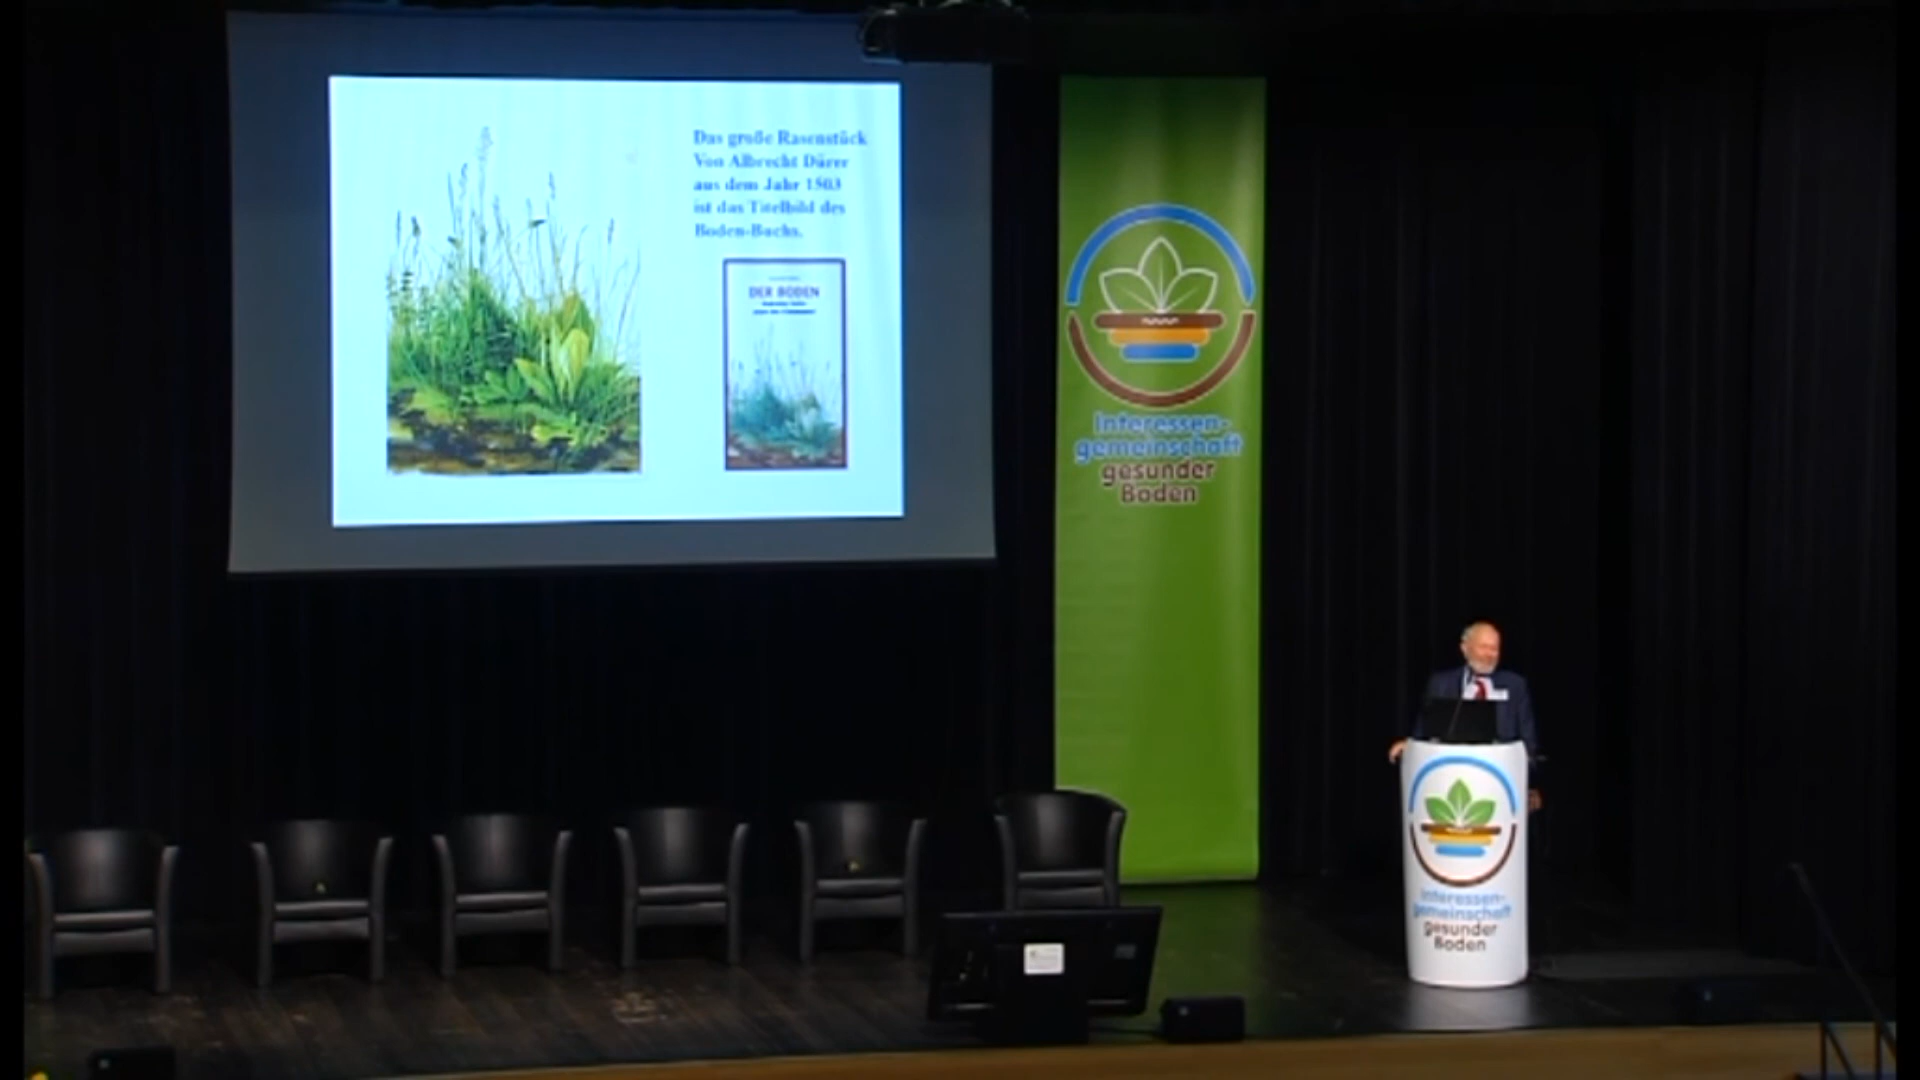 Das große Rasenstück
Von Albrecht Dürer
aus dem Jahr 1503
ist das Titelbild des
Boden-Buchs.
DER BODEN
Interessen-
gemeinschaft
gesunder
Boden
Interessen-
gemeinschaft
gesunder
Boden